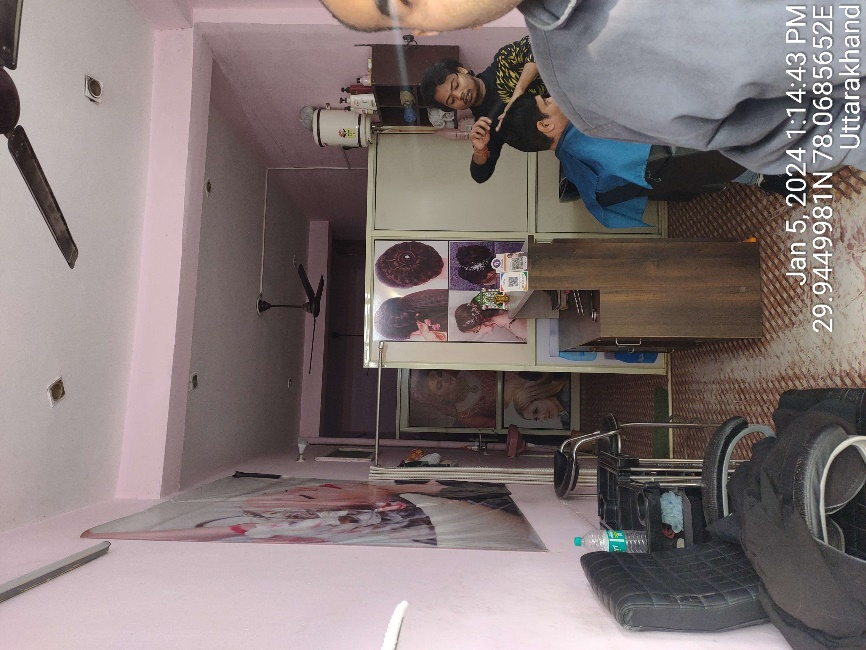 Jan 5, 2024 1:14:43 PM
29.9449981N 78.0685652E
Uttarakhand